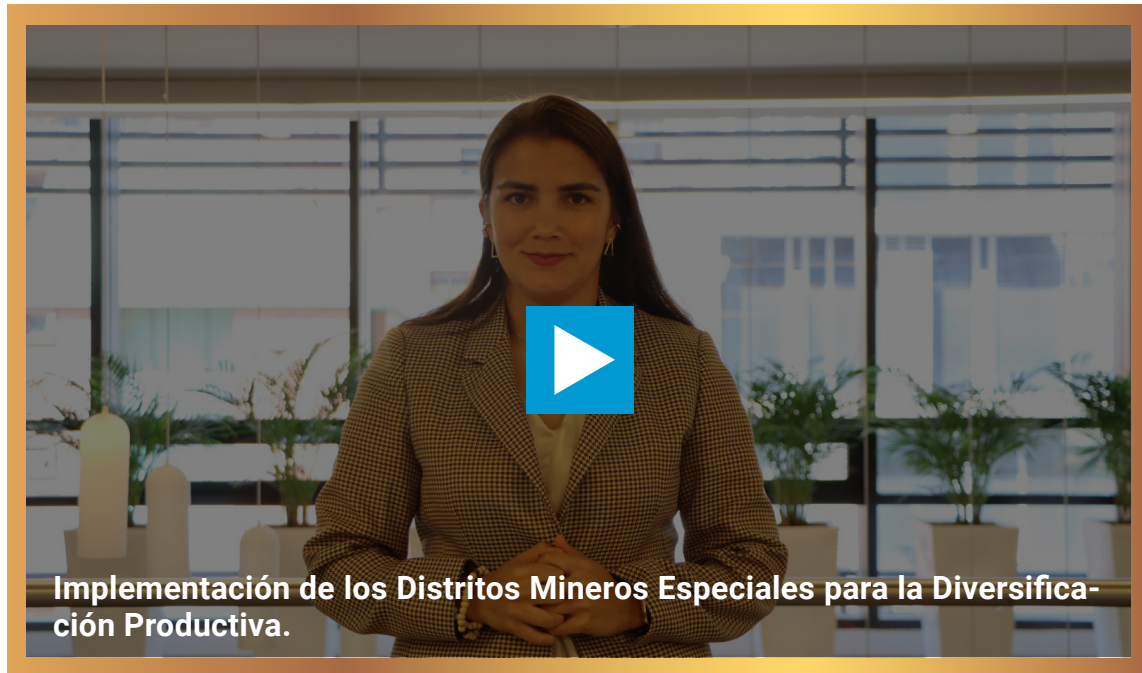 Implementación de los Distritos Mineros Especiales para la Diversifica-
ción Productiva.